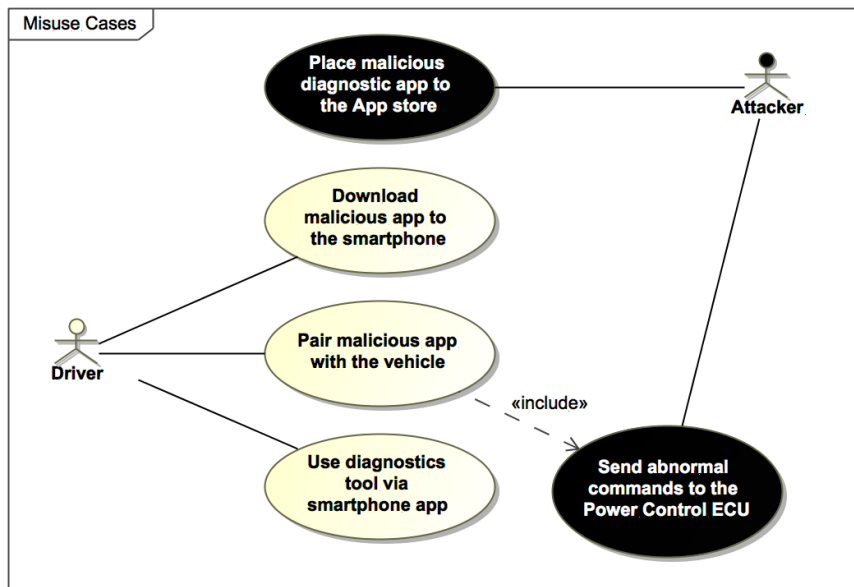 Misuse Cases
Place malicious
diagnostic app to
the App store
Attacker
Download
malicious app to
the smartphone
Driver
Pair malicious app
with the vehicle
«include»
Use diagnostics
tool via
smartphone app
Send abnormal
commands to the
Power Control ECU